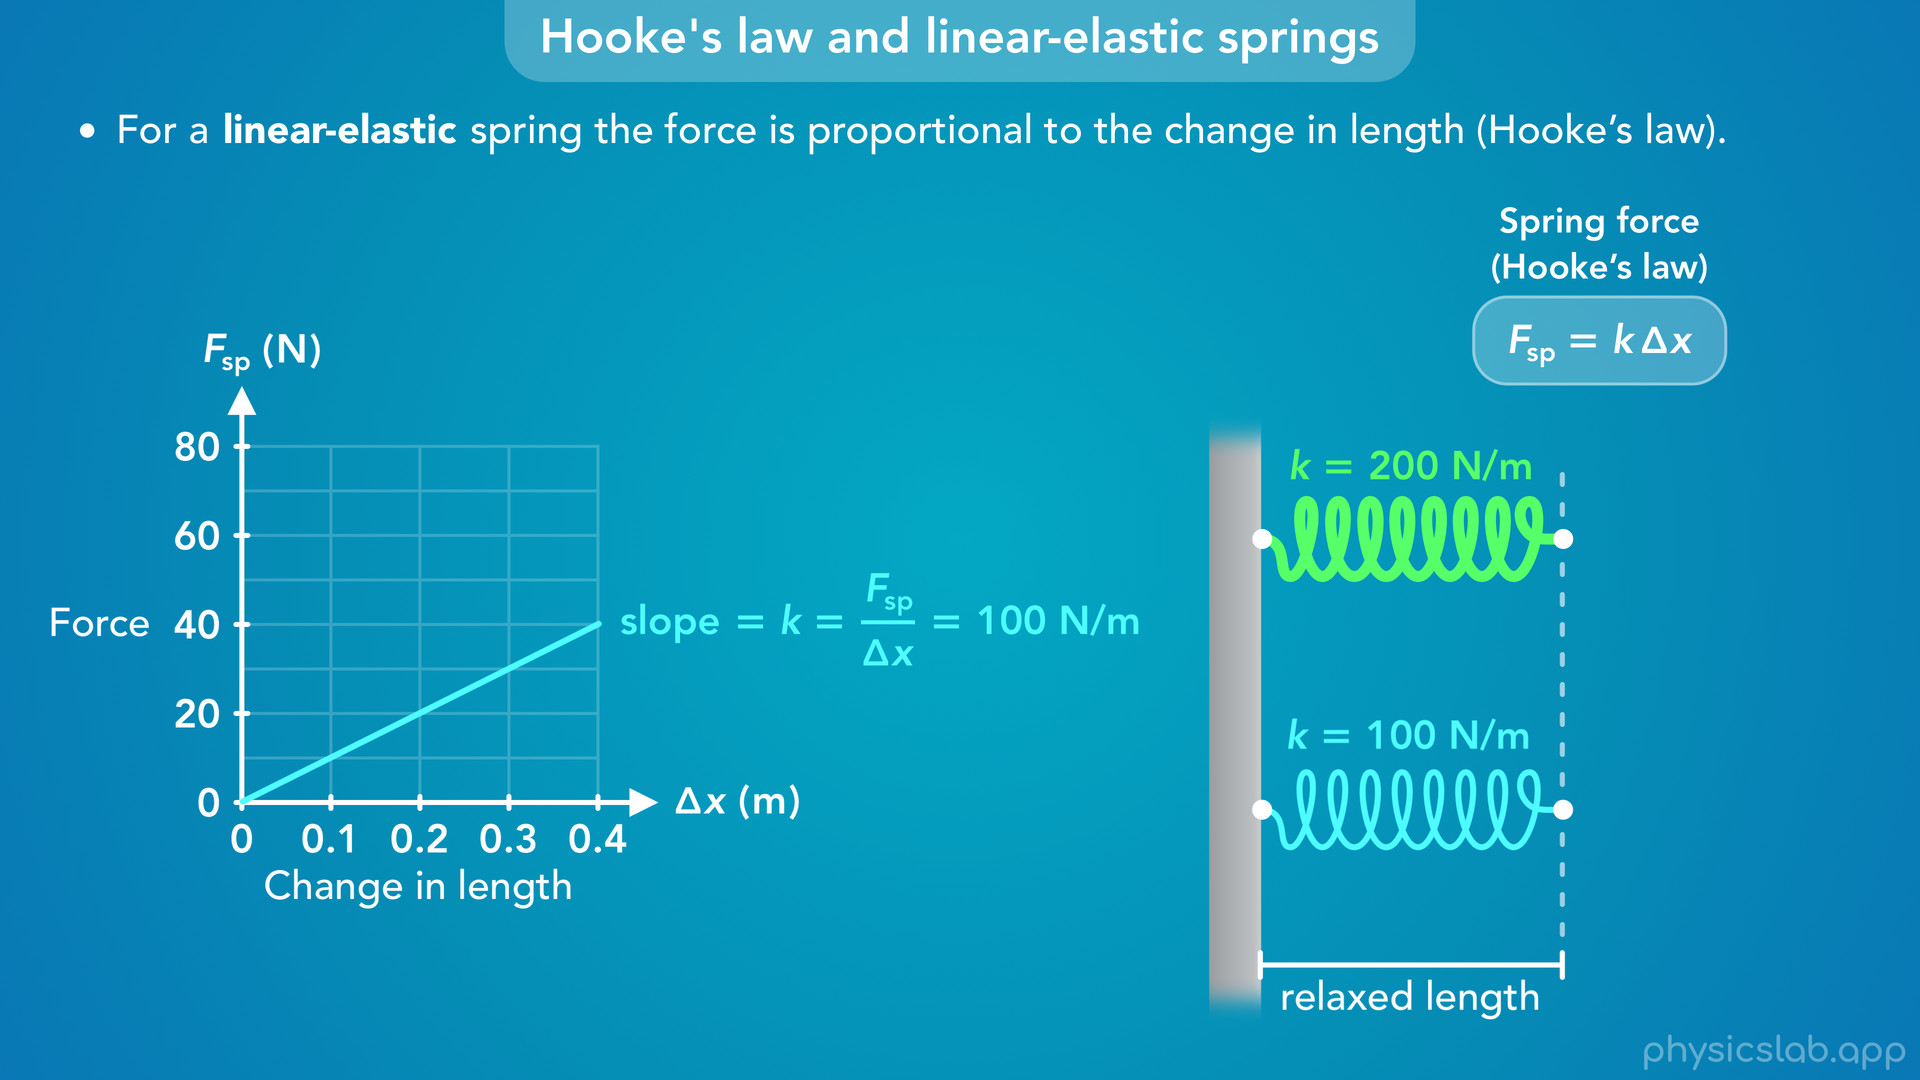 Hooke's law and linear-elastic springs
• For a linear-elastic spring the force is proportional to the change in length (Hooke’s law).
Spring force
(Hooke’s law)
Fsp = k Δx
Fsp (N)
80
60
Force 40
20
0
0 0.1 0.2 0.3 0.4
Δx (m)
Change in length
slope = k = Fsp / Δx = 100 N/m
k = 200 N/m
k = 100 N/m
relaxed length
physicslab.app